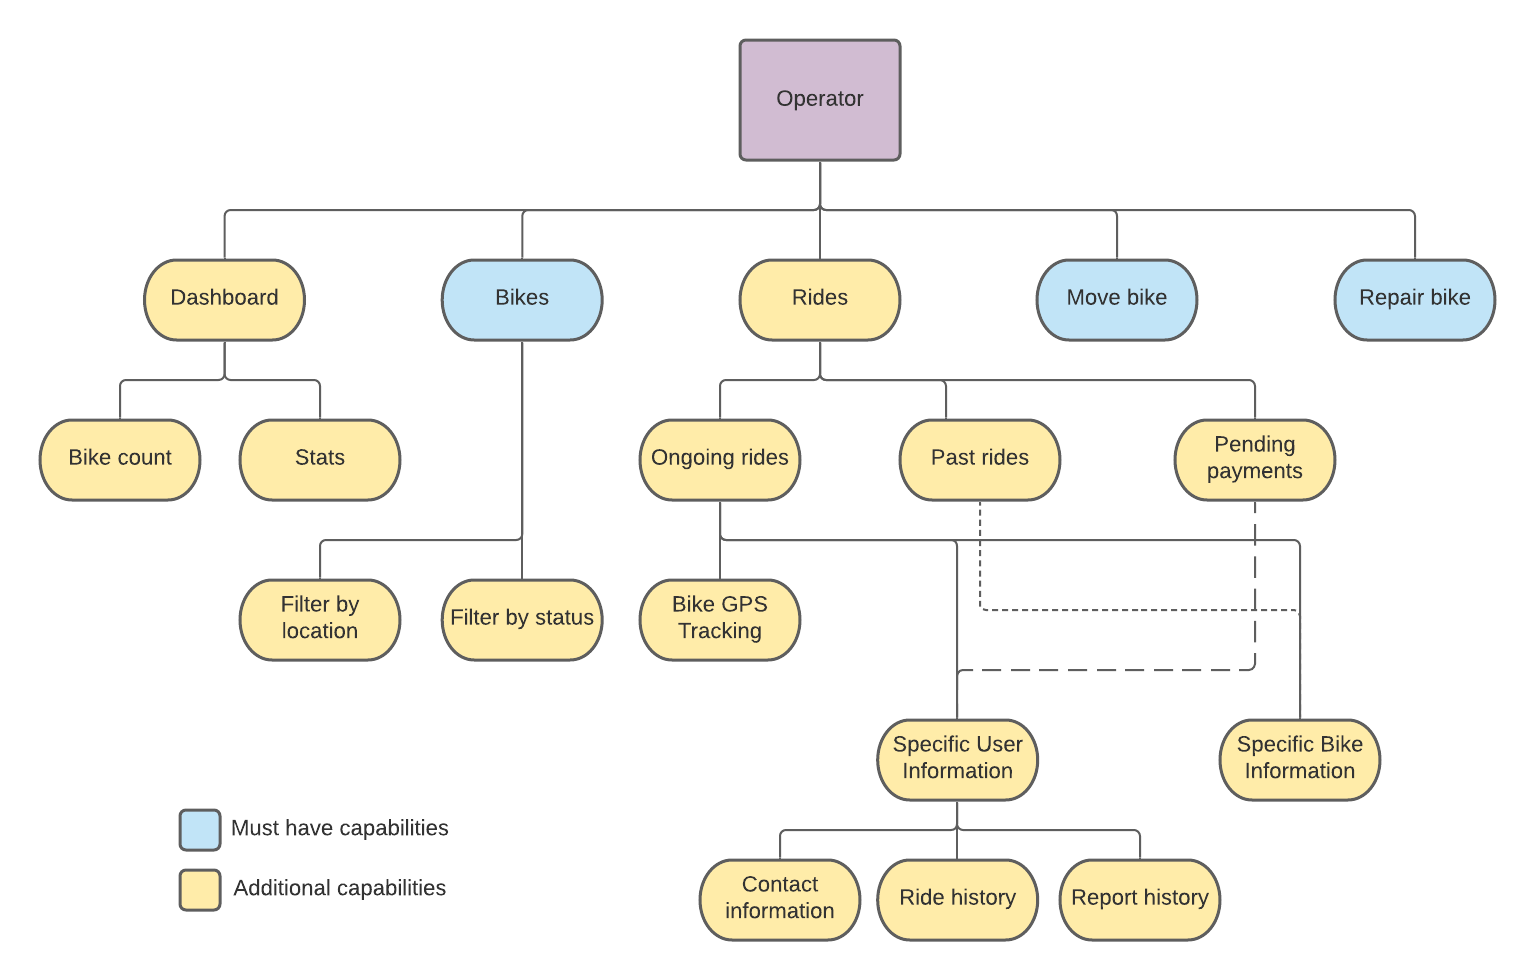 Operator
Dashboard
Bikes
Rides
Move bike
Repair bike
Bike count
Stats
Ongoing rides
Past rides
Pending
payments
Filter by
location
Filter by status
Bike GPS
Tracking
Specific User
Information
Specific Bike
Information
Must have capabilities
Additional capabilities
Contact
information
Ride history
Report history